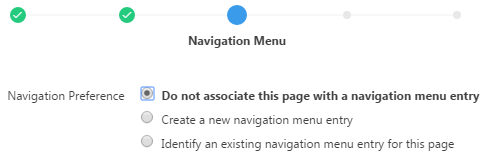 Navigation Menu
Navigation Preference Do not associate this page with a navigation menu entry
Create a new navigation menu entry
Identify an existing navigation menu entry for this page